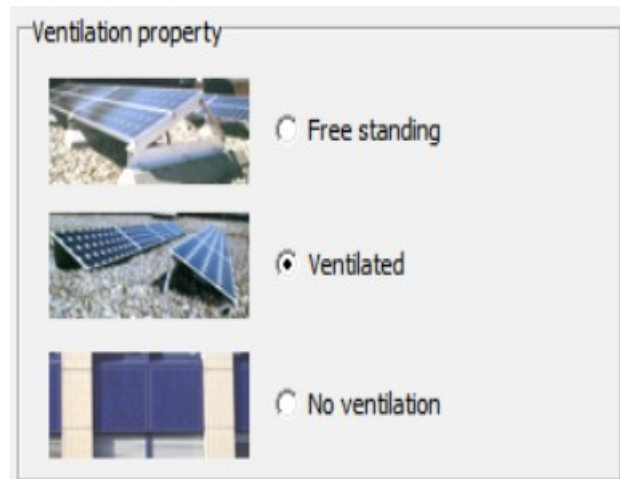 Ventilation property
Free standing
Ventilated
No ventilation